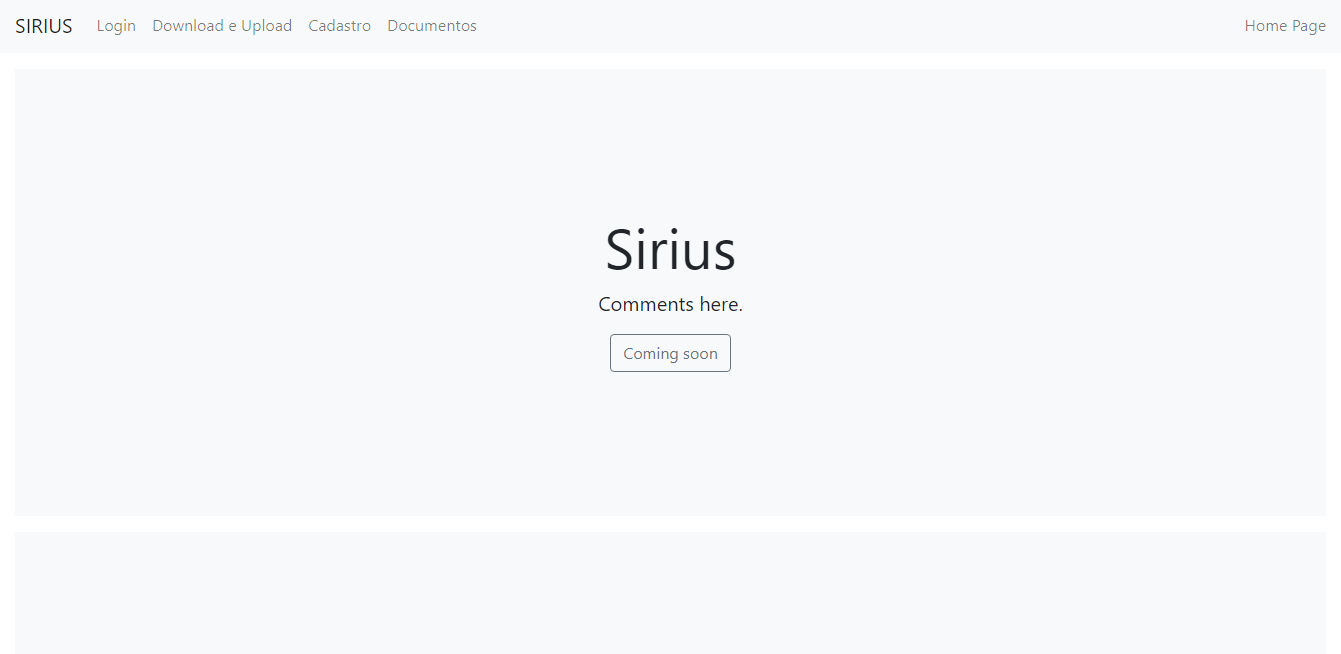 SIRIUS Login Download e Upload Cadastro Documentos Home Page
Sirius
Comments here.
Coming soon